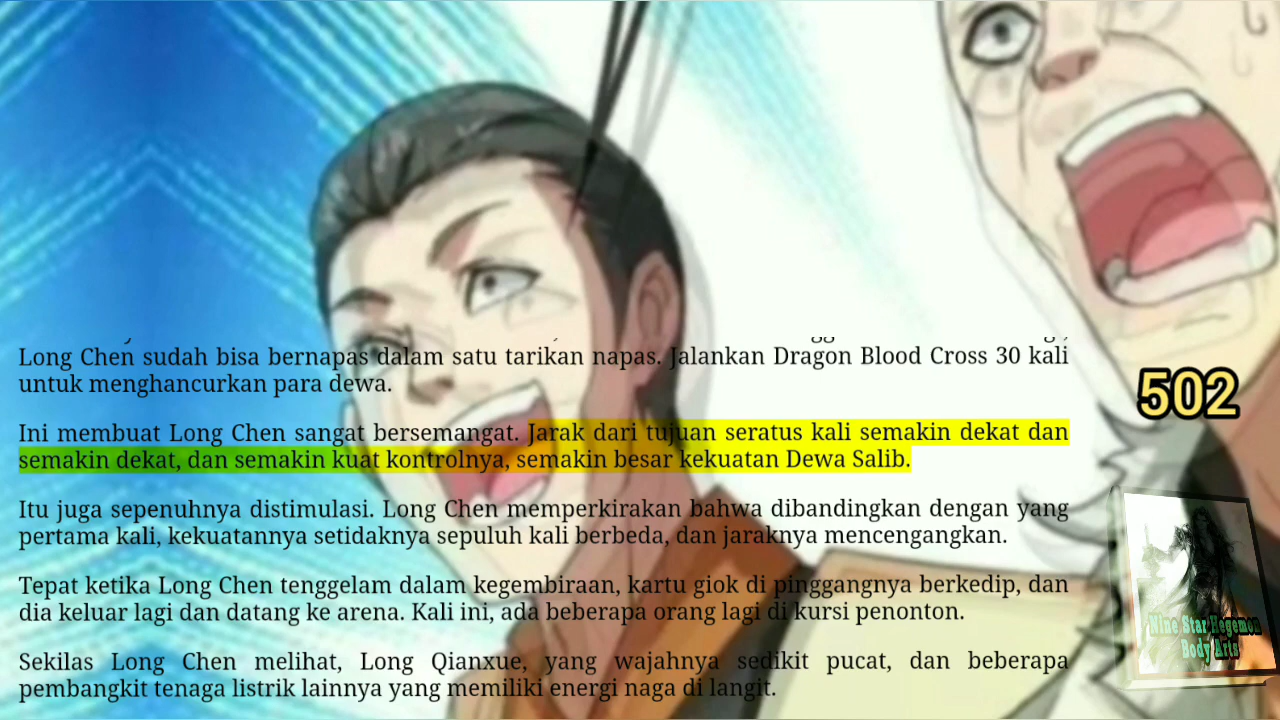 Long Chen sudah bisa bernapas dalam satu tarikan napas. Jalankan Dragon Blood Cross 30 kali
untuk menghancurkan para dewa.
Ini membuat Long Chen sangat bersemangat. Jarak dari tujuan seratus kali semakin dekat dan
semakin dekat, dan semakin kuat kontrolnya, semakin besar kekuatan Dewa Salib.
Itu juga sepenuhnya distimulasi. Long Chen memperkirakan bahwa dibandingkan dengan yang
pertama kali, kekuatannya setidaknya sepuluh kali berbeda, dan jaraknya mencengangkan.
Tepat ketika Long Chen tenggelam dalam kegembiraan, kartu giok di pinggangnya berkedip, dan
dia keluar lagi dan datang ke arena. Kali ini, ada beberapa orang lagi di kursi penonton.
Sekilas Long Chen melihat, Long Qianxue, yang wajahnya sedikit pucat, dan beberapa
pembangkit tenaga listrik lainnya yang memiliki energi naga di langit.
502
Nine Star Hegemon
Body Arts